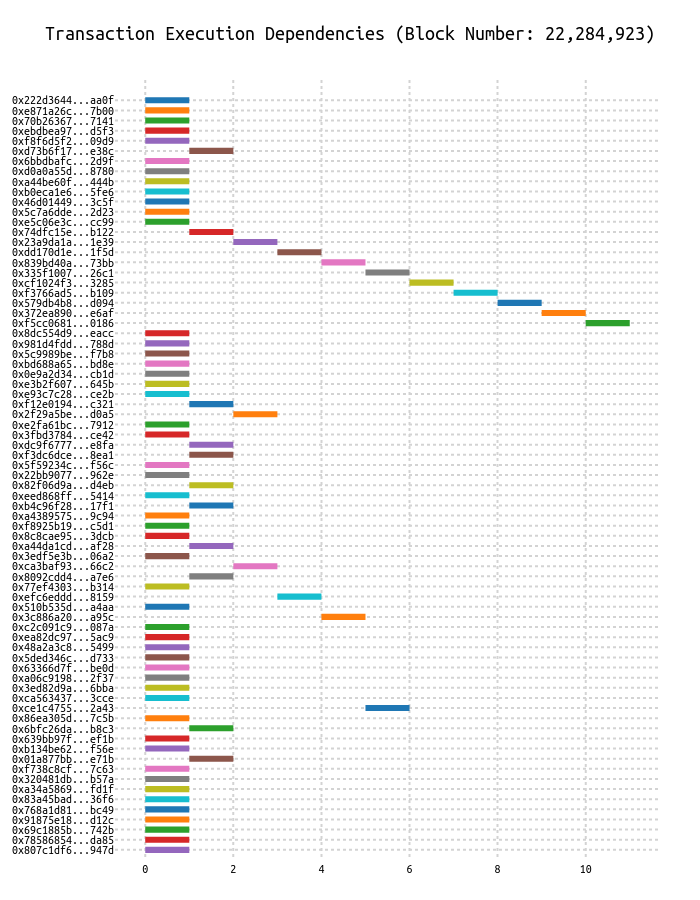 Transaction Execution Dependencies (Block Number: 22,284,923)
0x222d3644...aa0f
0xe871a26c...7b00
0x70b26367...7141
0xebdbea97...d5f3
0xf8f6d5f2...09d9
0xd73b6f17...e38c
0x6bbdbafc...2d9f
0xd0a0a55d...8780
0xa44be60f...444b
0xb0eca1e6...5fe6
0x46d01449...3c5f
0x5c7a6dde...2d23
0xe5c06e3c...cc99
0x74dfc15e...b122
0x23a9da1a...1e39
0xdd170d1e...1f5d
0x839bd40a...73bb
0x335f1007...26c1
0xcf1024f3...3285
0xf3766ad5...b109
0x579db4b8...d094
0x372ea890...e6af
0xf5cc0681...0186
0x8dc554d9...eacc
0x981d4fdd...788d
0x5c9989be...f7b8
0xbd688a65...bd8e
0x0e9a2d34...cb1d
0xe3b2f607...645b
0xe93c7c28...ce2b
0xf12e0194...c321
0x2f29a5be...d0a5
0xe2fa61bc...7912
0x3fbd3784...ce42
0xdc9f6777...e8fa
0xf3dc6dce...8ea1
0x5f59234c...f56c
0x22bb9077...962e
0x82f06d9a...d4eb
0xeed868ff...5414
0xb4c96f28...17f1
0xa4389575...9c94
0xf8925b19...c5d1
0x8c8cae95...3dcb
0xa44da1cd...af28
0x3edf5e3b...06a2
0xca3baf93...66c2
0x8092cdd4...a7e6
0x77ef4303...b314
0xefc6eddd...8159
0x510b535d...a4aa
0x3c886a20...a95c
0xc2c091c9...087a
0xea82dc97...5ac9
0x48a2a3c8...5499
0x5ded346c...d733
0x63366d7f...be0d
0xa06c9198...2f37
0x3ed82d9a...6bba
0xca563437...3cce
0xce1c4755...2a43
0x86ea305d...7c5b
0x6bfc26da...b8c3
0x639bb97f...ef1b
0xb134be62...f56e
0x01a877bb...e71b
0xf738c8cf...7c63
0x320481db...b57a
0xa34a5869...fd1f
0x83a45bad...36f6
0x768a1d81...bc49
0x91875e18...d12c
0x69c1885b...742b
0x78586854...da85
0x807c1df6...947d
0 2 4 6 8 10